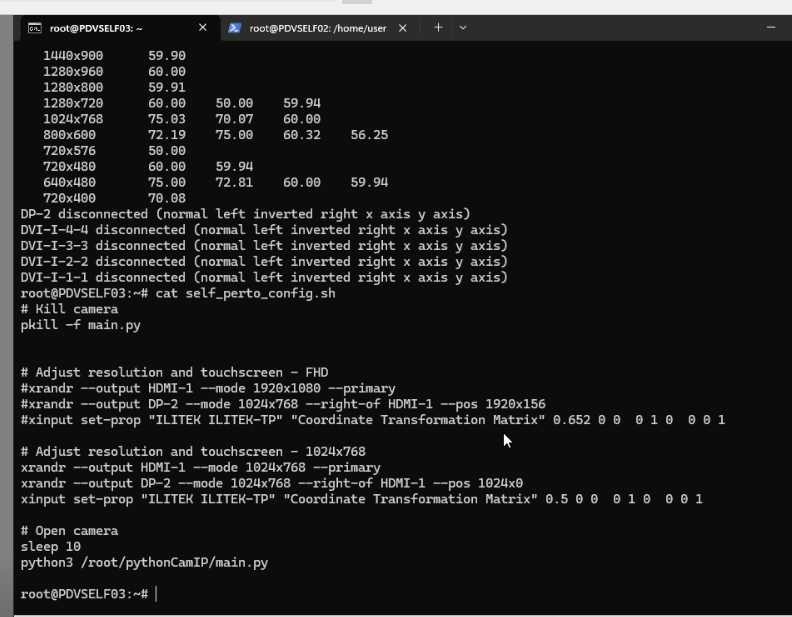 root@PDVSELF03: ~
root@PDVSELF02: /home/user
1440x900 59.90
1280x960 60.00
1280x800 59.91
1280x720 60.00 50.00 59.94
1024x768 75.03 70.07 60.00
800x600 72.19 75.00 60.32 56.25
720x576 50.00
720x480 60.00 59.94
640x480 75.00 72.81 60.00 59.94
720x400 70.08
DP-2 disconnected (normal left inverted right x axis y axis)
DVI-I-4-4 disconnected (normal left inverted right x axis y axis)
DVI-I-3-3 disconnected (normal left inverted right x axis y axis)
DVI-I-2-2 disconnected (normal left inverted right x axis y axis)
DVI-I-1-1 disconnected (normal left inverted right x axis y axis)
root@PDVSELF03:~# cat self_perto_config.sh
# Kill camera
pkill -f main.py
# Adjust resolution and touchscreen - FHD
#xrandr --output HDMI-1 --mode 1920x1080 --primary
#xrandr --output DP-2 --mode 1024x768 --right-of HDMI-1 --pos 1920x156
#xinput set-prop "ILITEK ILITEK-TP" "Coordinate Transformation Matrix" 0.652 0 0  0 1 0  0 0 1
# Adjust resolution and touchscreen - 1024x768
xrandr --output HDMI-1 --mode 1024x768 --primary
xrandr --output DP-2 --mode 1024x768 --right-of HDMI-1 --pos 1024x0
xinput set-prop "ILITEK ILITEK-TP" "Coordinate Transformation Matrix" 0.5 0 0  0 1 0  0 0 1
# Open camera
sleep 10
python3 /root/pythonCamIP/main.py
root@PDVSELF03:~#